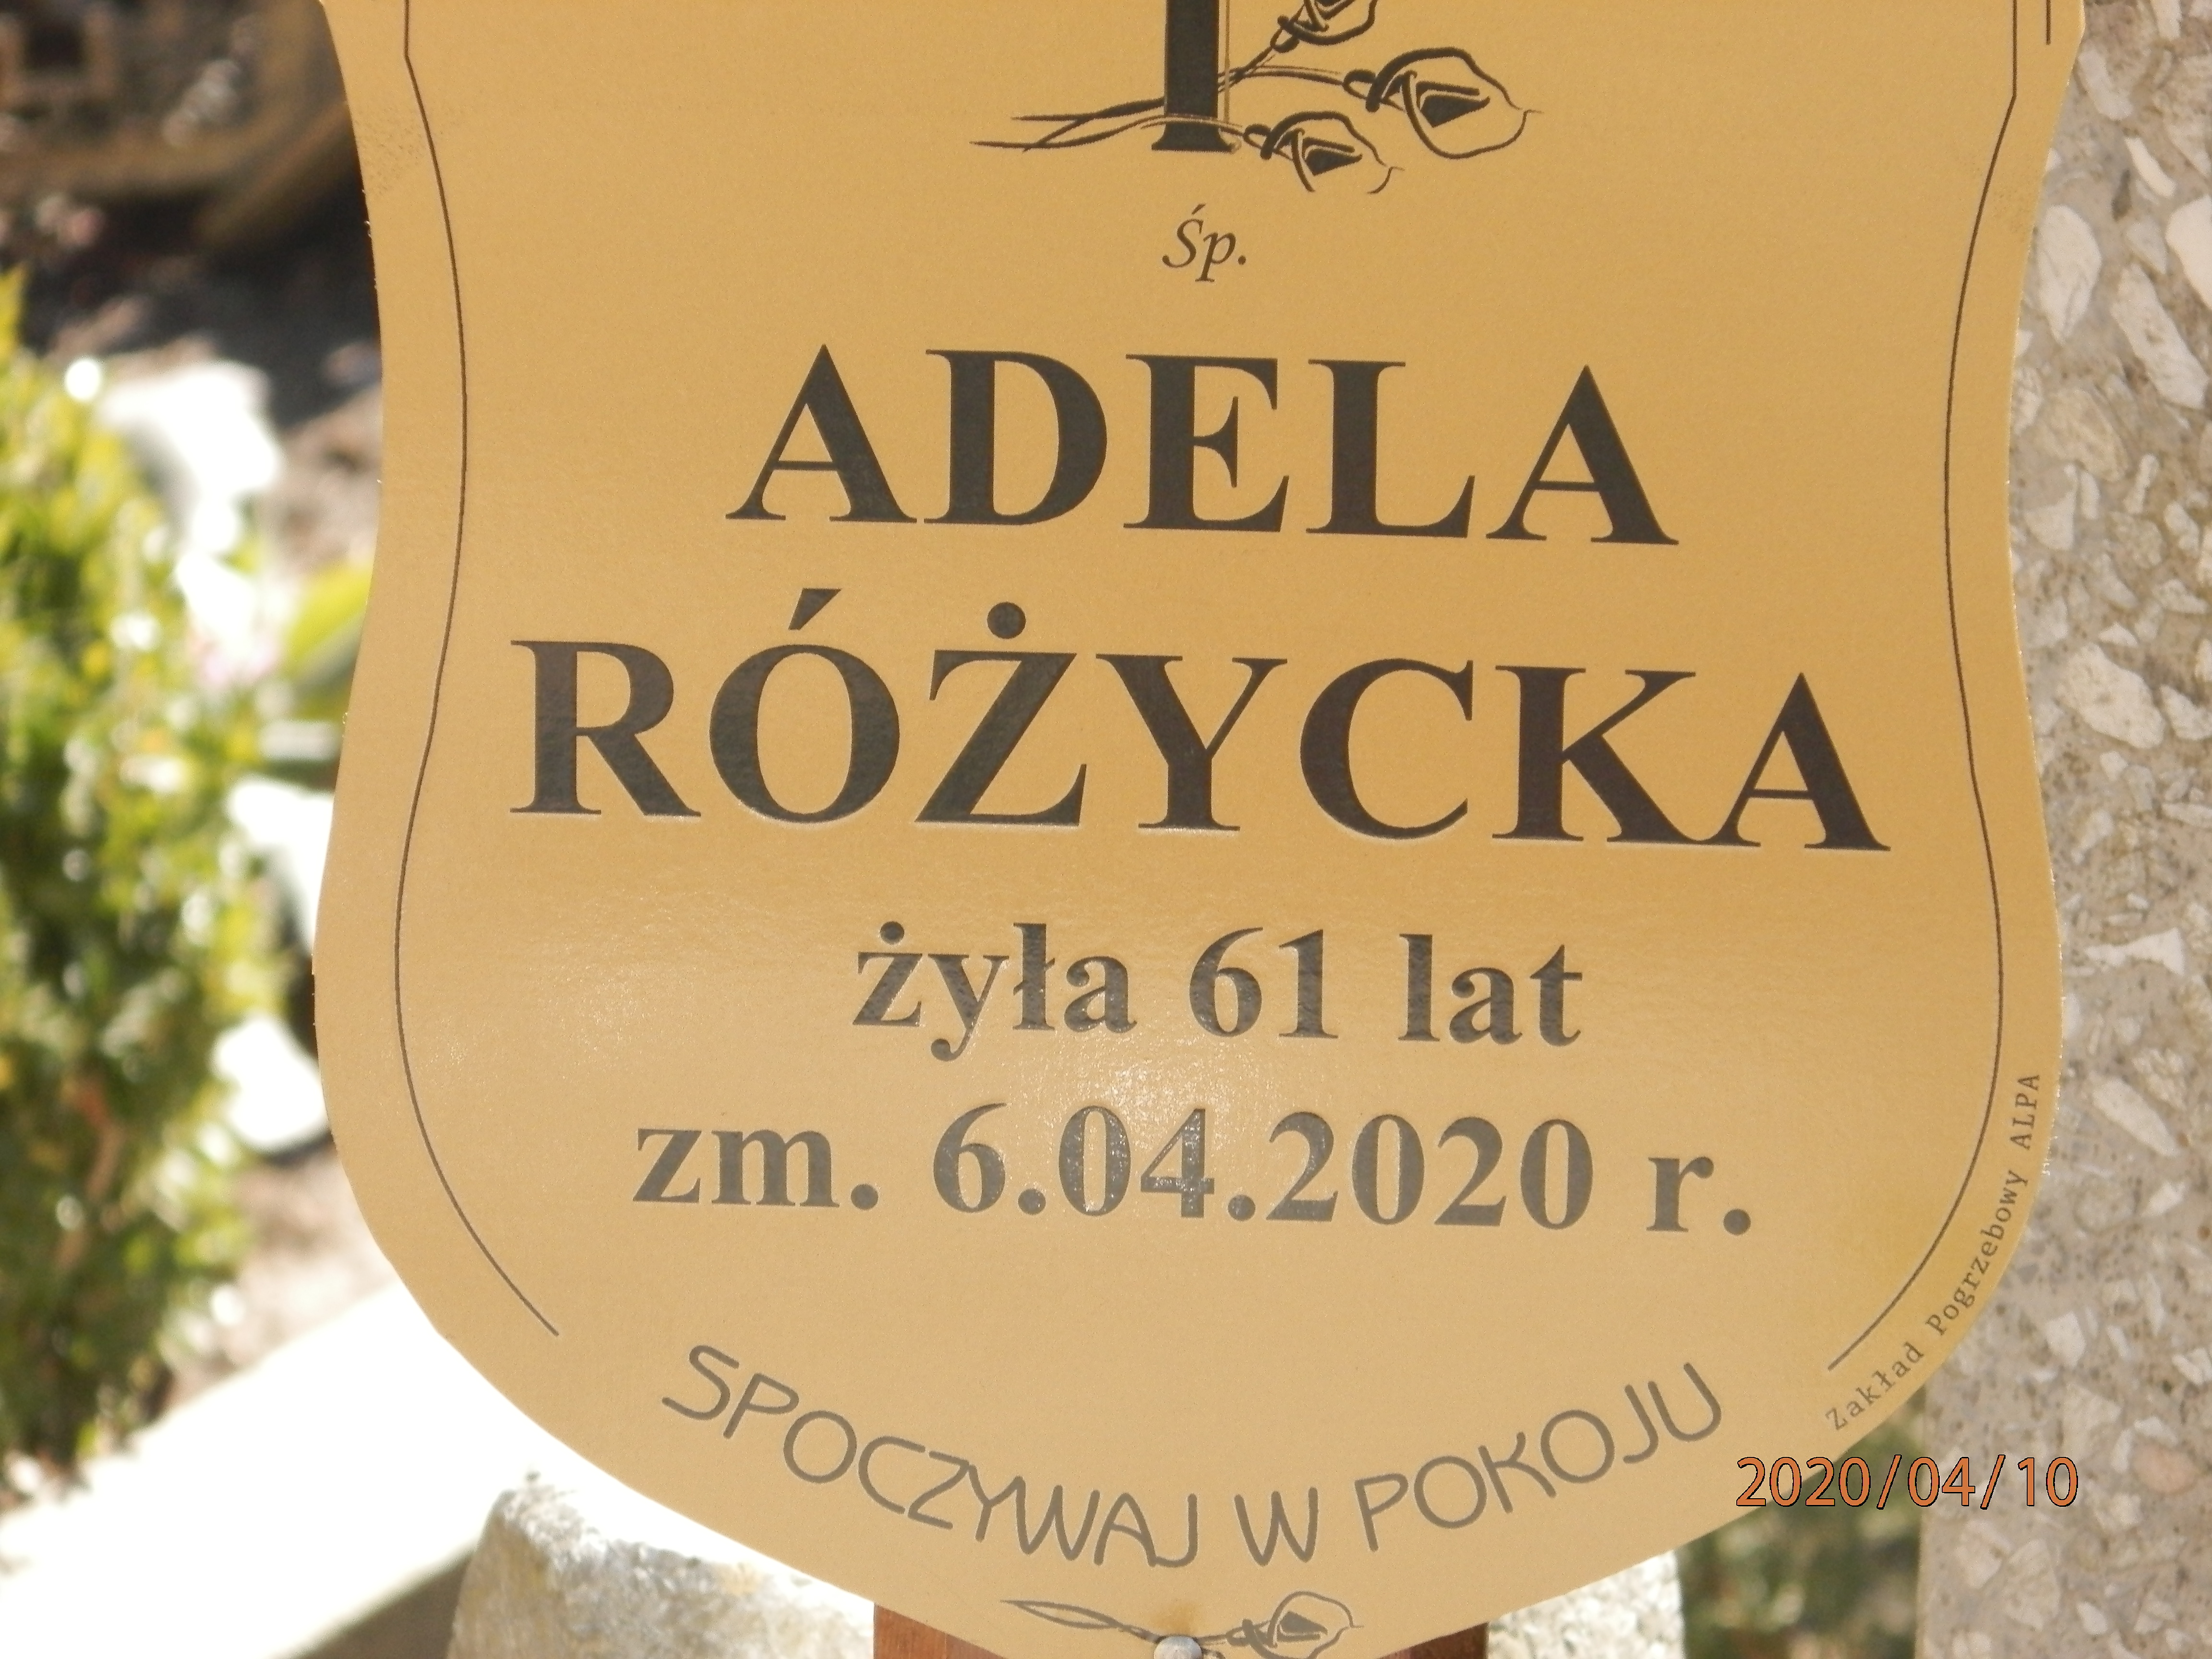 Śp.
ADELA
RÓŻYCKA
żyła 61 lat
zm. 6.04.2020 r.
SPOCZYWAJ W POKOJU
Zakład Pogrzebowy ALPA
2020/04/10